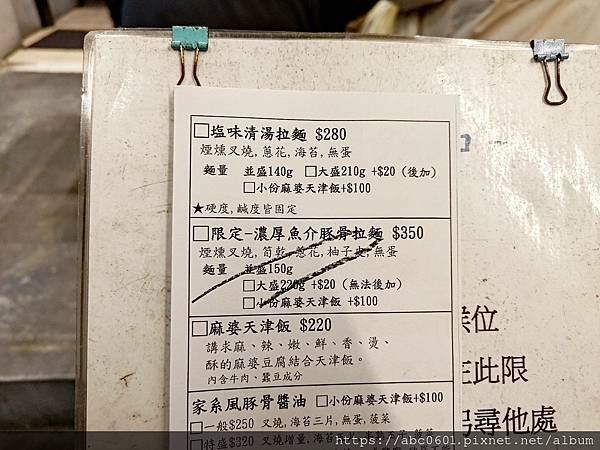 □塩味清湯拉麵 $280
煙燻叉燒,蔥花,海苔,無蛋
麵量 並盛140g □大盛210g +$20 (後加)
□小份麻婆天津飯+$100
★硬度,鹹度皆固定
□限定-濃厚魚介豚骨拉麵 $350
煙燻叉燒,筍乾,蔥花,柚子皮,無蛋
麵量 並盛150g
□大盛220g +$20 (無法後加)
□小份麻婆天津飯 +$100
□麻婆天津飯 $220
講求麻、辣、嫩、鮮、香、燙、
酥的麻婆豆腐結合天津飯。
內含牛肉、蠶豆成分
家系風豚骨醬油 □小份麻婆天津飯+$100
□一般$250 叉燒,海苔三片,無蛋,菠菜
□特盛$320 叉燒增量,海苔
位
在此限
另尋他處
https://abc0601.pixnet.net/album